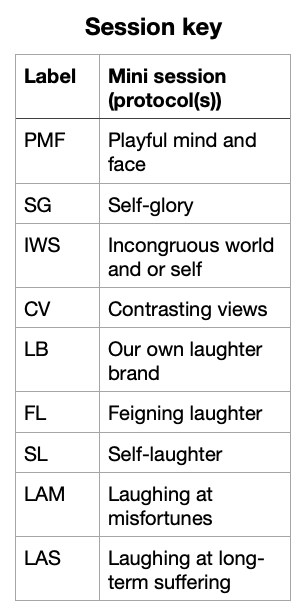 Session key
Label Mini session
(protocol(s))
PMF Playful mind and
face
SG Self-glory
IWS Incongruous world
and or self
CV Contrasting views
LB Our own laughter
brand
FL Feigning laughter
SL Self-laughter
LAM Laughing at
misfortunes
LAS Laughing at long-
term suffering